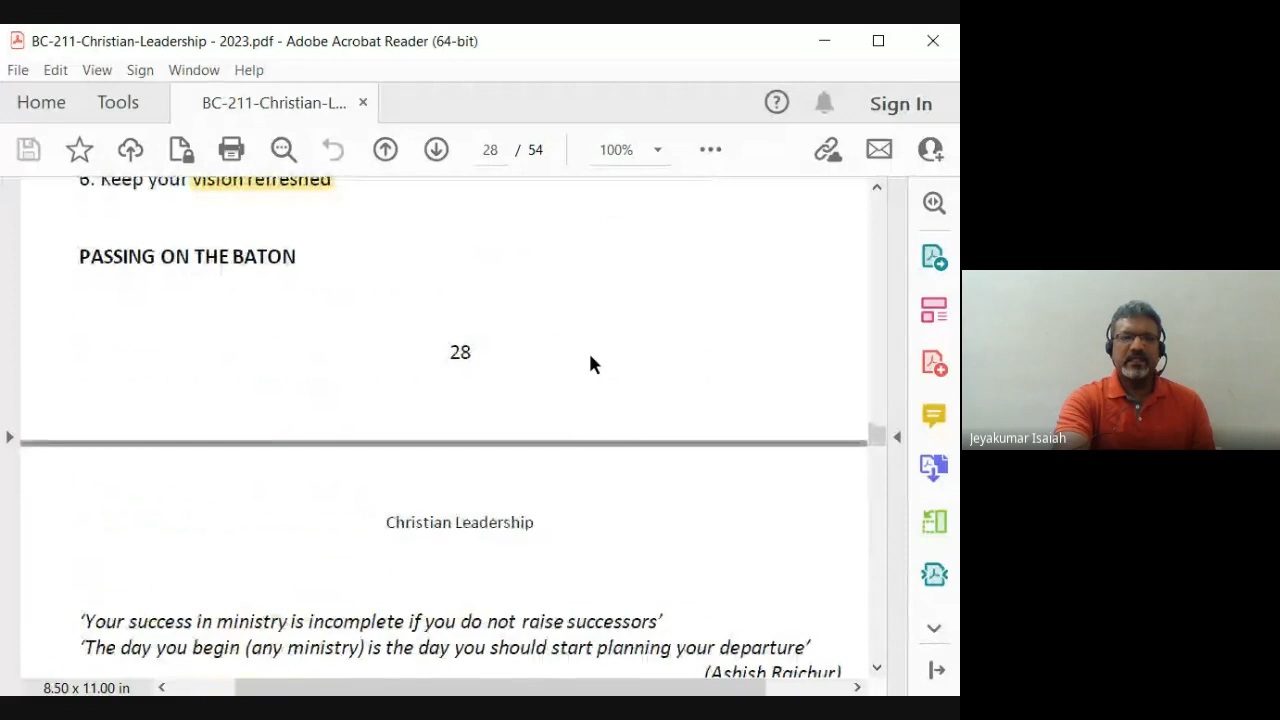 BC-211-Christian-Leadership - 2023.pdf - Adobe Acrobat Reader (64-bit)
File Edit View Sign Window Help
Home Tools BC-211-Christian-L... × Sign In
28 / 54 100%
6. Keep your vision refreshed
PASSING ON THE BATON
28
Christian Leadership
‘Your success in ministry is incomplete if you do not raise successors’
‘The day you begin (any ministry) is the day you should start planning your departure’
(Ashish Raichur)
8.50 x 11.00 in
Jeyakumar Isaiah